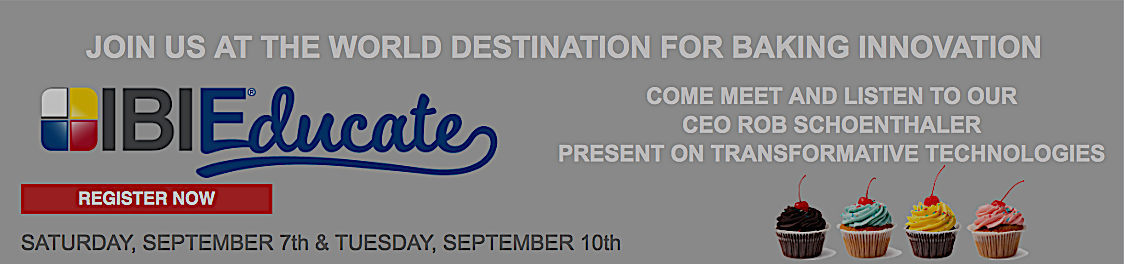 JOIN US AT THE WORLD DESTINATION FOR BAKING INNOVATION
IBIEducate®
COME MEET AND LISTEN TO OUR
CEO ROB SCHOENTHALER
PRESENT ON TRANSFORMATIVE TECHNOLOGIES
REGISTER NOW
SATURDAY, SEPTEMBER 7th & TUESDAY, SEPTEMBER 10th